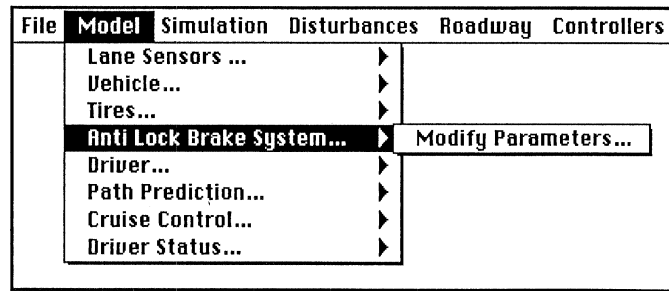 File Model Simulation Disturbances Roadway Controllers
Lane Sensors ...
Vehicle...
Tires...
Anti Lock Brake System... Modify Parameters...
Driver...
Path Prediction...
Cruise Control...
Driver Status...